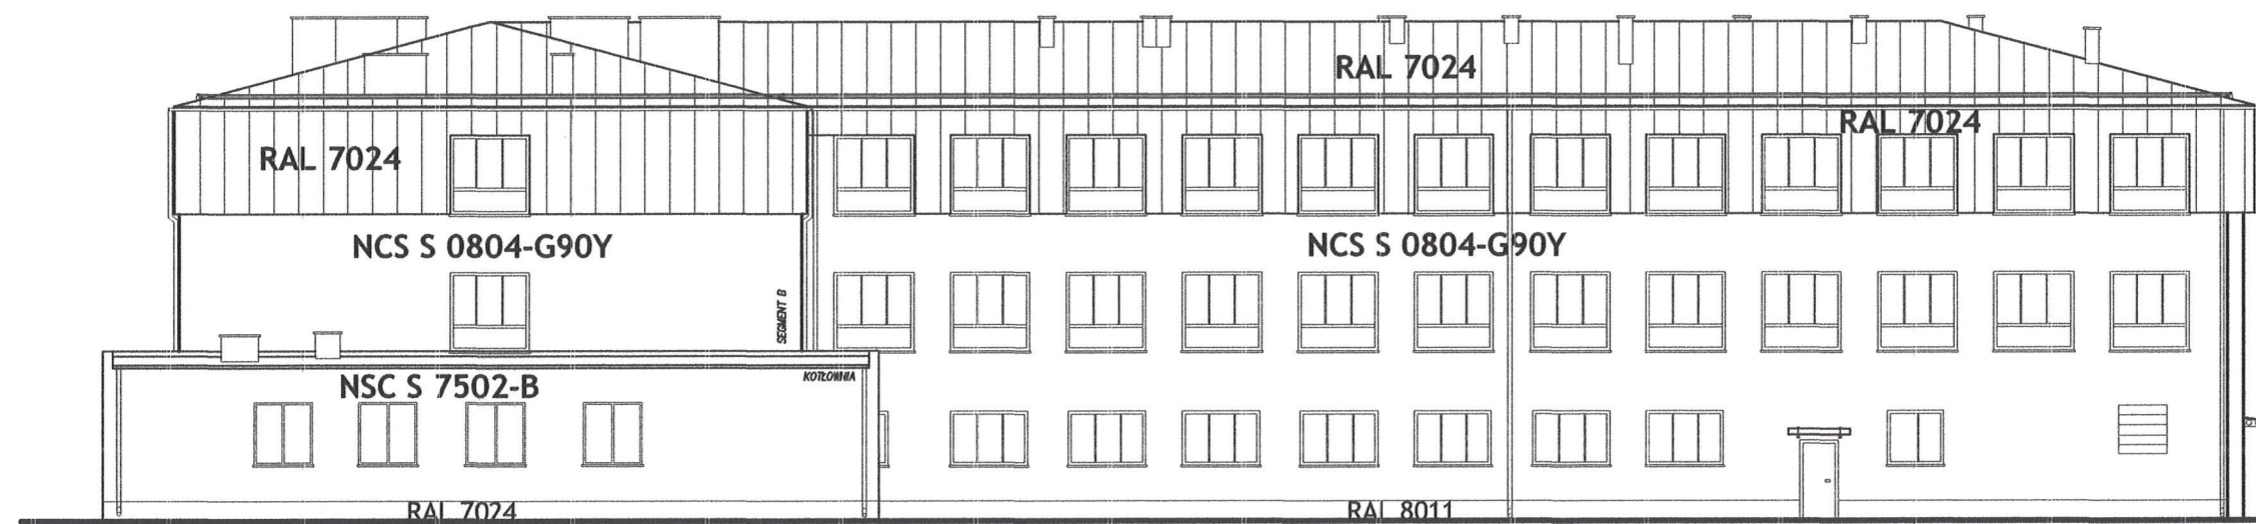 RAL 7024
RAL 7024
RAL 7024
NCS S 0804-G90Y
NCS S 0804-G90Y
SEGMENT B
KOTŁOWNIA
NSC S 7502-B
RAL 7024
RAL 8011